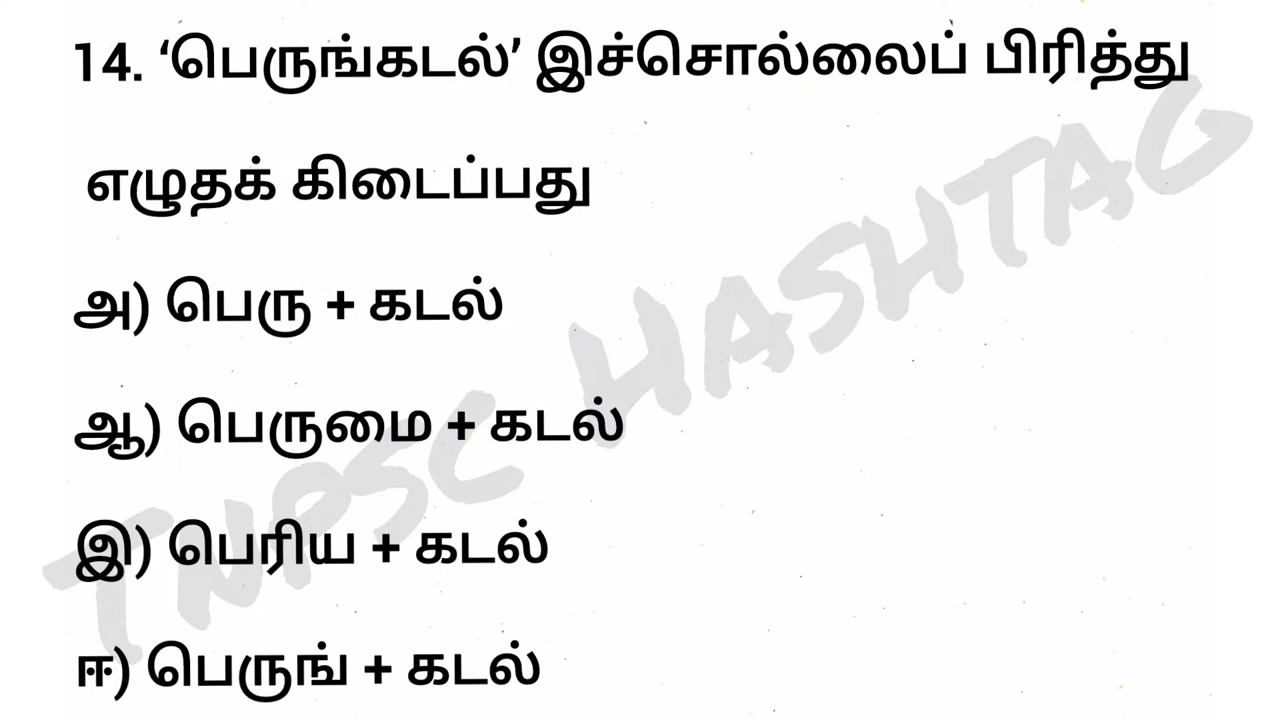 14. ‘பெருங்கடல்’ இச்சொல்லைப் பிரித்து
எழுதக் கிடைப்பது
அ) பெரு + கடல்
ஆ) பெருமை + கடல்
இ) பெரிய + கடல்
ஈ) பெருங் + கடல்
TNPSC HASHTAG